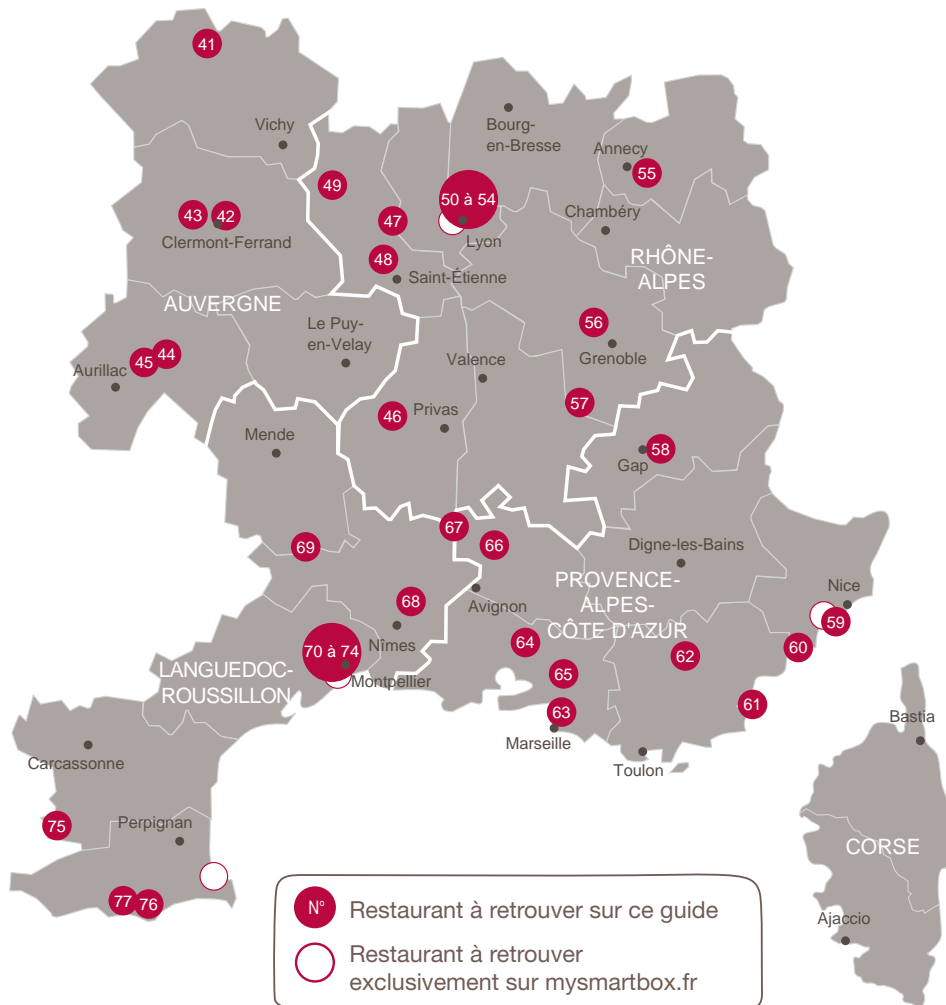 41
Vichy
Bourg-
en-Bresse
Annecy
55
49
50 à 54
43
42
47
Chambéry
Clermont-Ferrand
Lyon
48
Saint-Étienne
RHÔNE-
ALPES
AUVERGNE
Le Puy-
en-Velay
56
Grenoble
45
44
Aurillac
Valence
57
46
Privas
Mende
58
Gap
67
66
69
Digne-les-Bains
PROVENCE-
ALPES-
CÔTE D'AZUR
Nice
59
68
Avignon
Nîmes
64
60
62
70 à 74
LANGUEDOC-
ROUSSILLON
Montpellier
65
61
63
Marseille
Toulon
Bastia
Carcassonne
75
Perpignan
CORSE
77
76
Ajaccio
N° Restaurant à retrouver sur ce guide
Restaurant à retrouver
exclusivement sur mysmartbox.fr